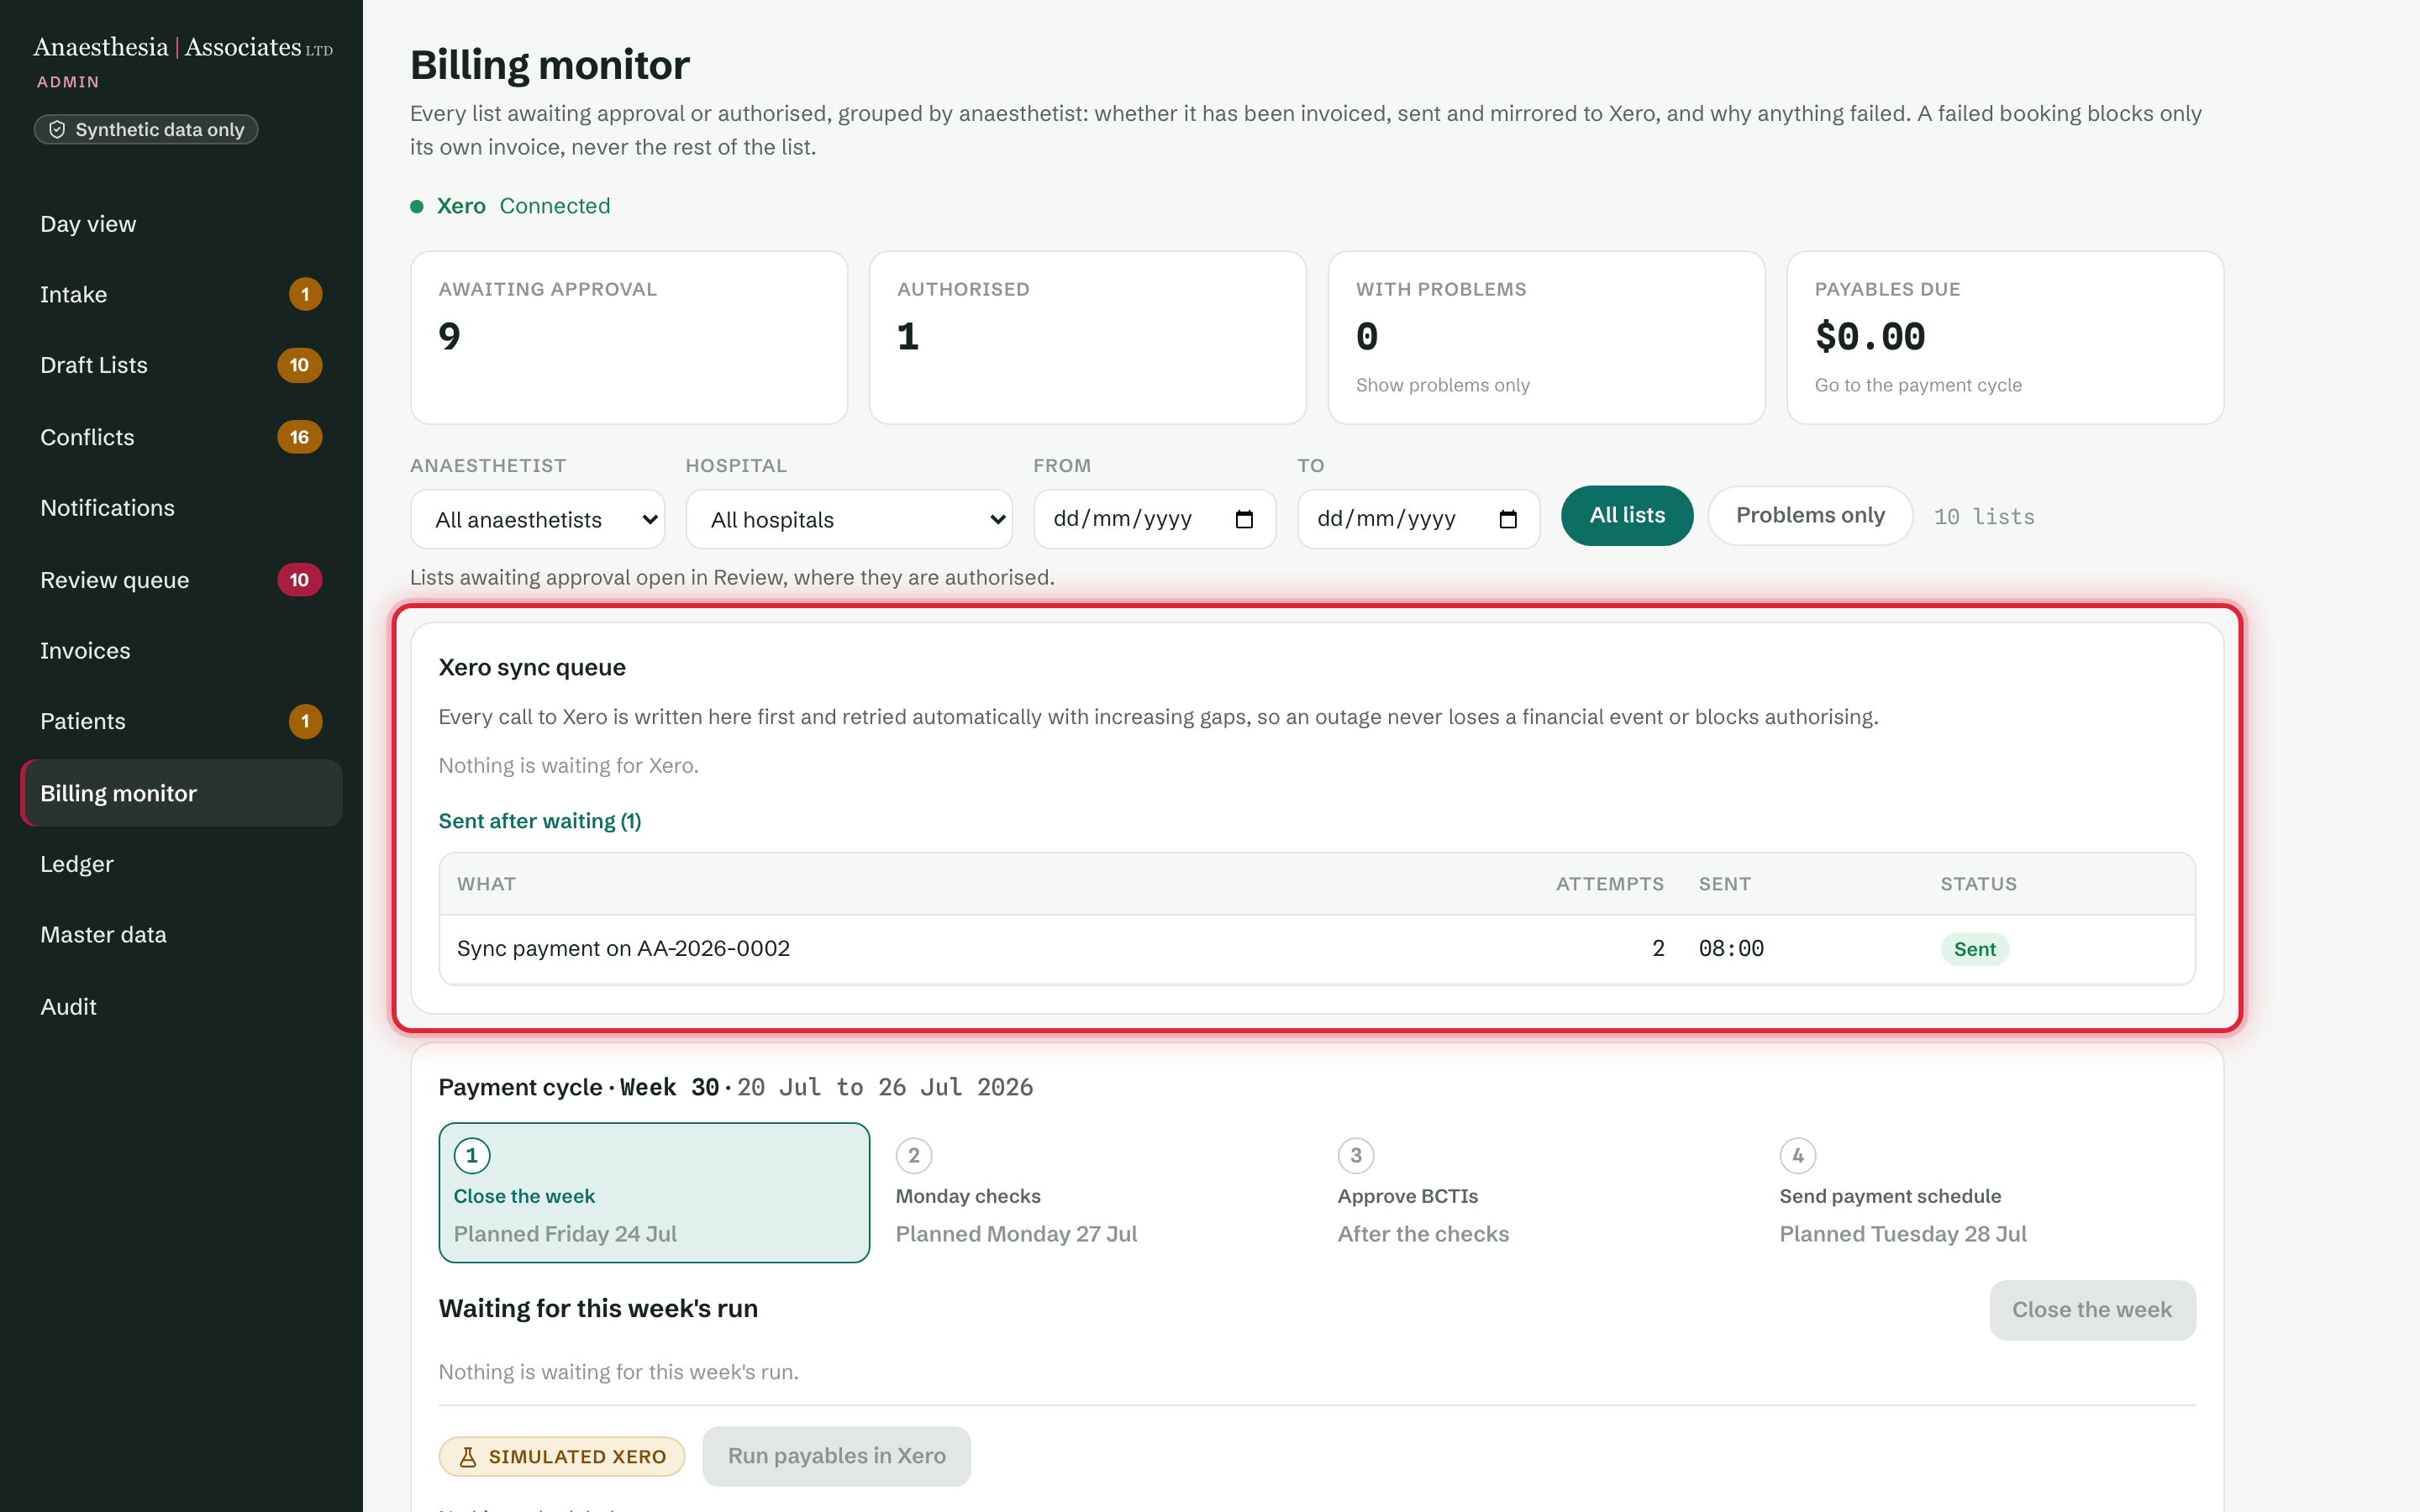 Anaesthesia | Associates LTD
ADMIN
Synthetic data only
Day view
Intake 1
Draft Lists 10
Conflicts 16
Notifications
Review queue 10
Invoices
Patients 1
Billing monitor
Ledger
Master data
Audit
Billing monitor
Every list awaiting approval or authorised, grouped by anaesthetist: whether it has been invoiced, sent and mirrored to Xero, and why anything failed. A failed booking blocks only
its own invoice, never the rest of the list.
Xero Connected
AWAITING APPROVAL
9
AUTHORISED
1
WITH PROBLEMS
0
Show problems only
PAYABLES DUE
$0.00
Go to the payment cycle
ANAESTHETIST HOSPITAL FROM TO
All anaesthetists All hospitals dd/mm/yyyy dd/mm/yyyy All lists Problems only 10 lists
Lists awaiting approval open in Review, where they are authorised.
Xero sync queue
Every call to Xero is written here first and retried automatically with increasing gaps, so an outage never loses a financial event or blocks authorising.
Nothing is waiting for Xero.
Sent after waiting (1)
WHAT ATTEMPTS SENT STATUS
Sync payment on AA-2026-0002 2 08:00 Sent
Payment cycle · Week 30 · 20 Jul to 26 Jul 2026
1
Close the week
Planned Friday 24 Jul
2
Monday checks
Planned Monday 27 Jul
3
Approve BCTIs
After the checks
4
Send payment schedule
Planned Tuesday 28 Jul
Waiting for this week's run Close the week
Nothing is waiting for this week's run.
SIMULATED XERO Run payables in Xero